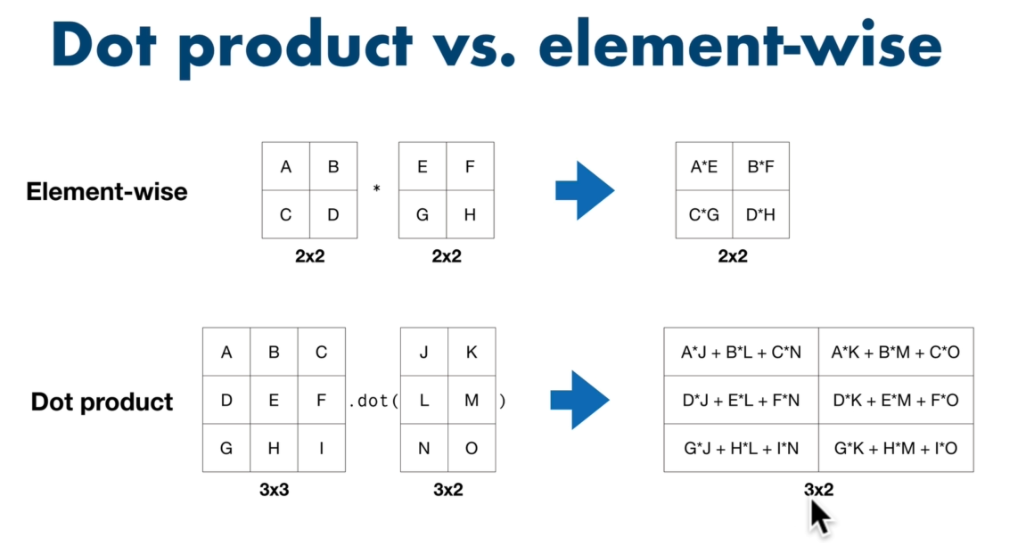 Dot product vs. element-wise
Element-wise
A B
C D
2x2
*
E F
G H
2x2
A*E B*F
C*G D*H
2x2
Dot product
A B C
D E F
G H I
3x3
.dot(
J K
L M
N O
)
3x2
A*J + B*L + C*N A*K + B*M + C*O
D*J + E*L + F*N D*K + E*M + F*O
G*J + H*L + I*N G*K + H*M + I*O
3x2